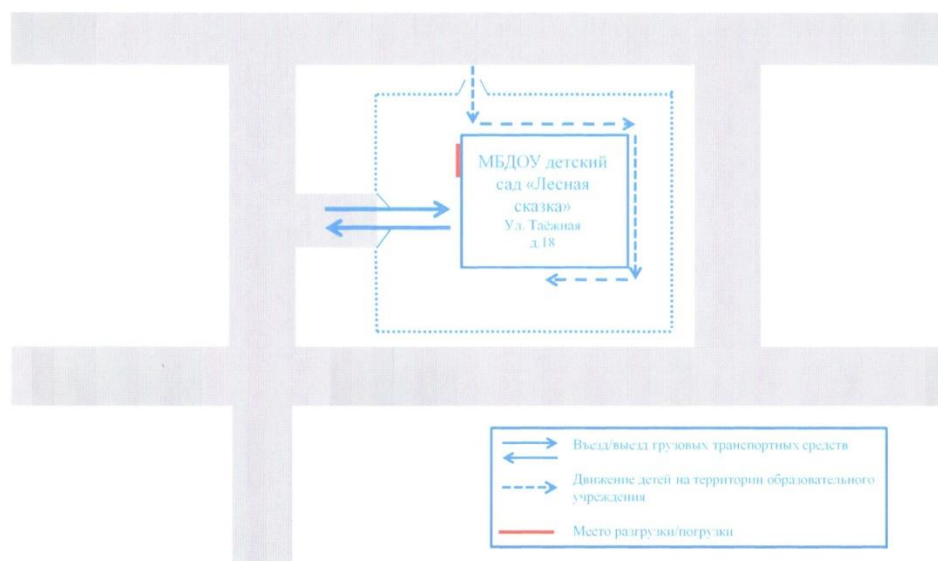 МБДОУ детский
сад «Лесная
сказка»
Ул. Таёжная
д.18
Въезд/выезд грузовых транспортных средств
Движение детей на территории образовательного
учреждения
Место разгрузки/погрузки